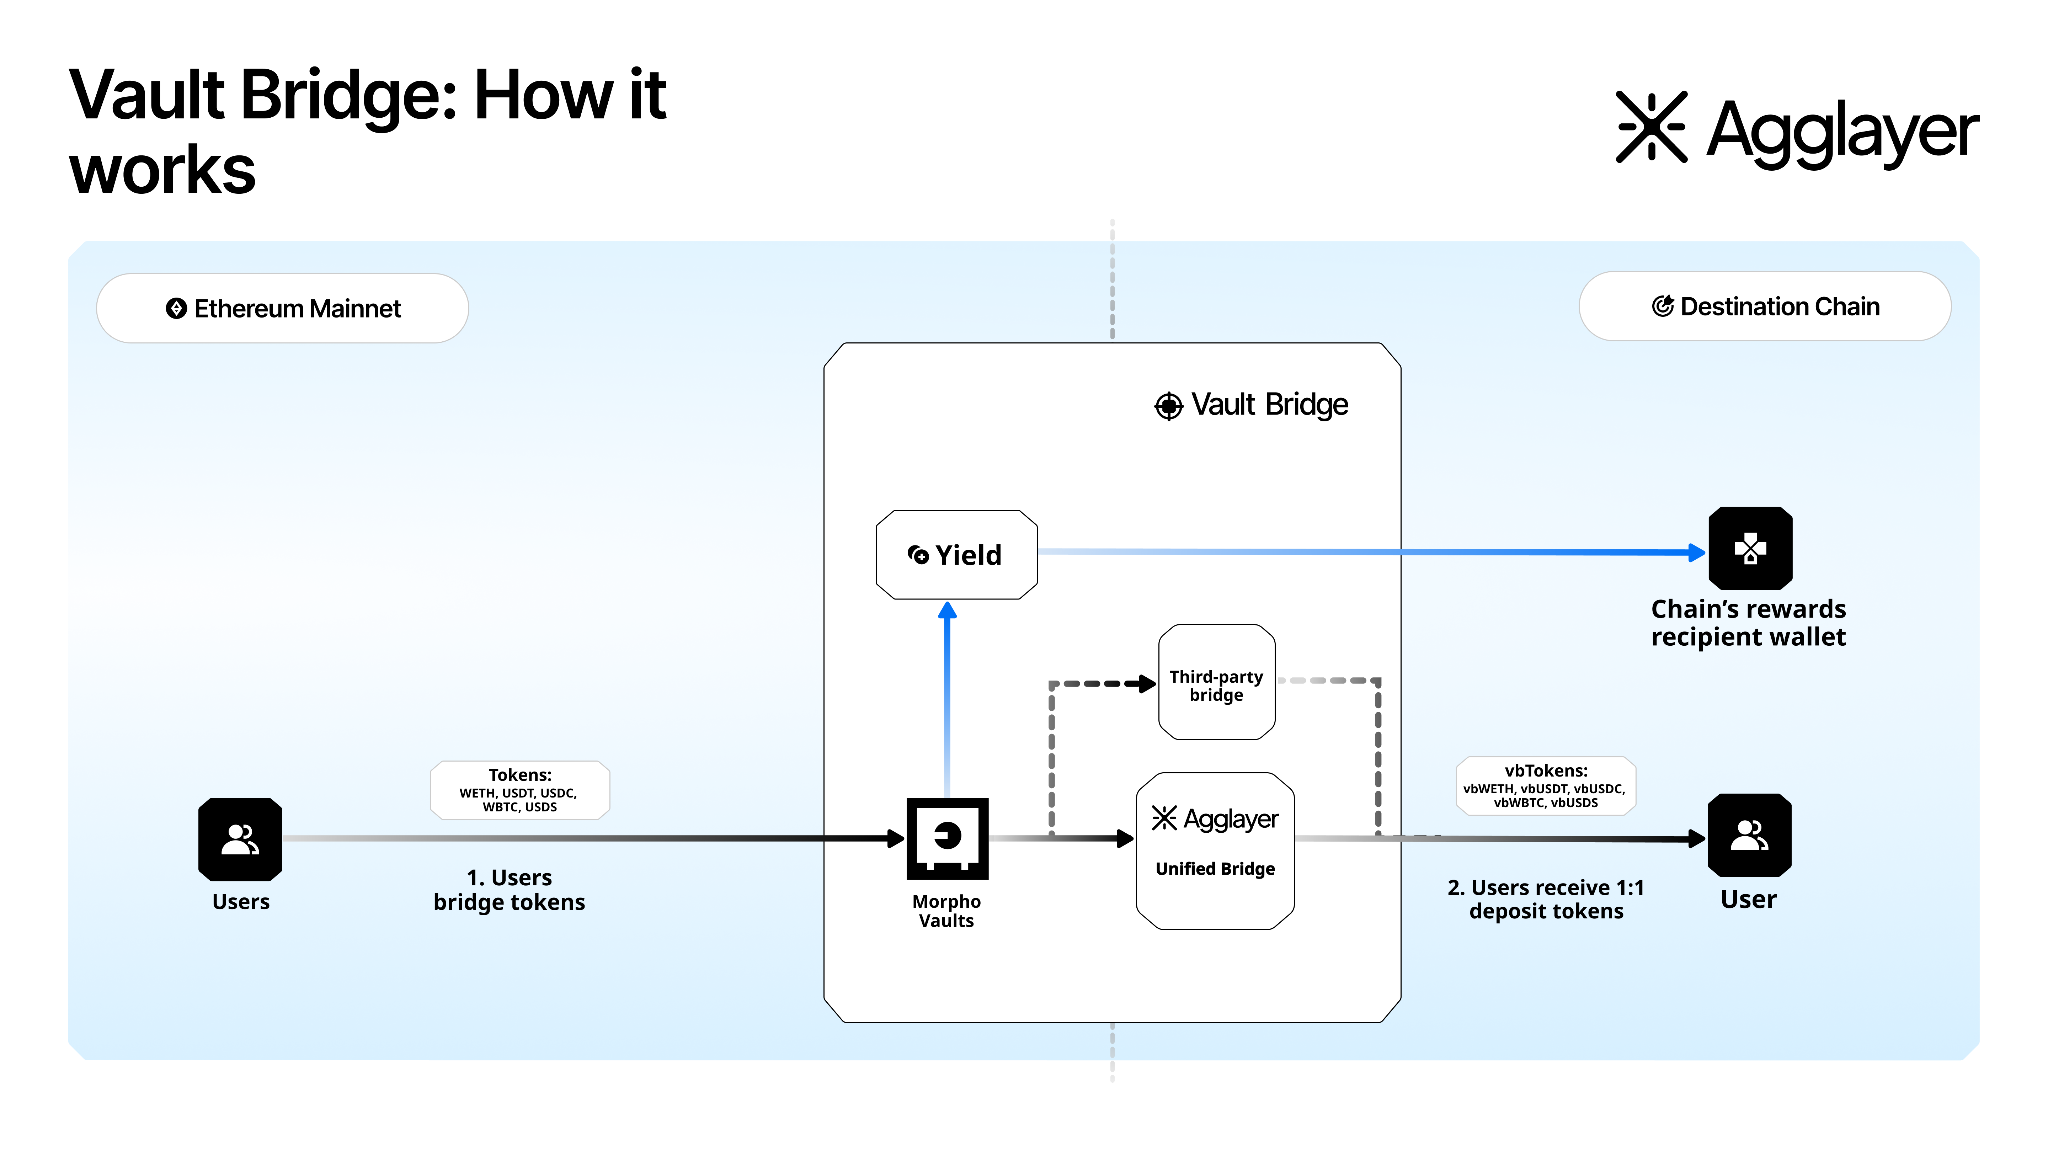 Vault Bridge: How it
works
Agglayer
Ethereum Mainnet
Destination Chain
Vault Bridge
Yield
Chain’s rewards
recipient wallet
Third-party
bridge
Tokens:
WETH, USDT, USDC,
WBTC, USDS
vbTokens:
vbWETH, vbUSDT, vbUSDC,
vbWBTC, vbUSDS
Agglayer
Unified Bridge
Users
1. Users
bridge tokens
Morpho
Vaults
2. Users receive 1:1
deposit tokens
User